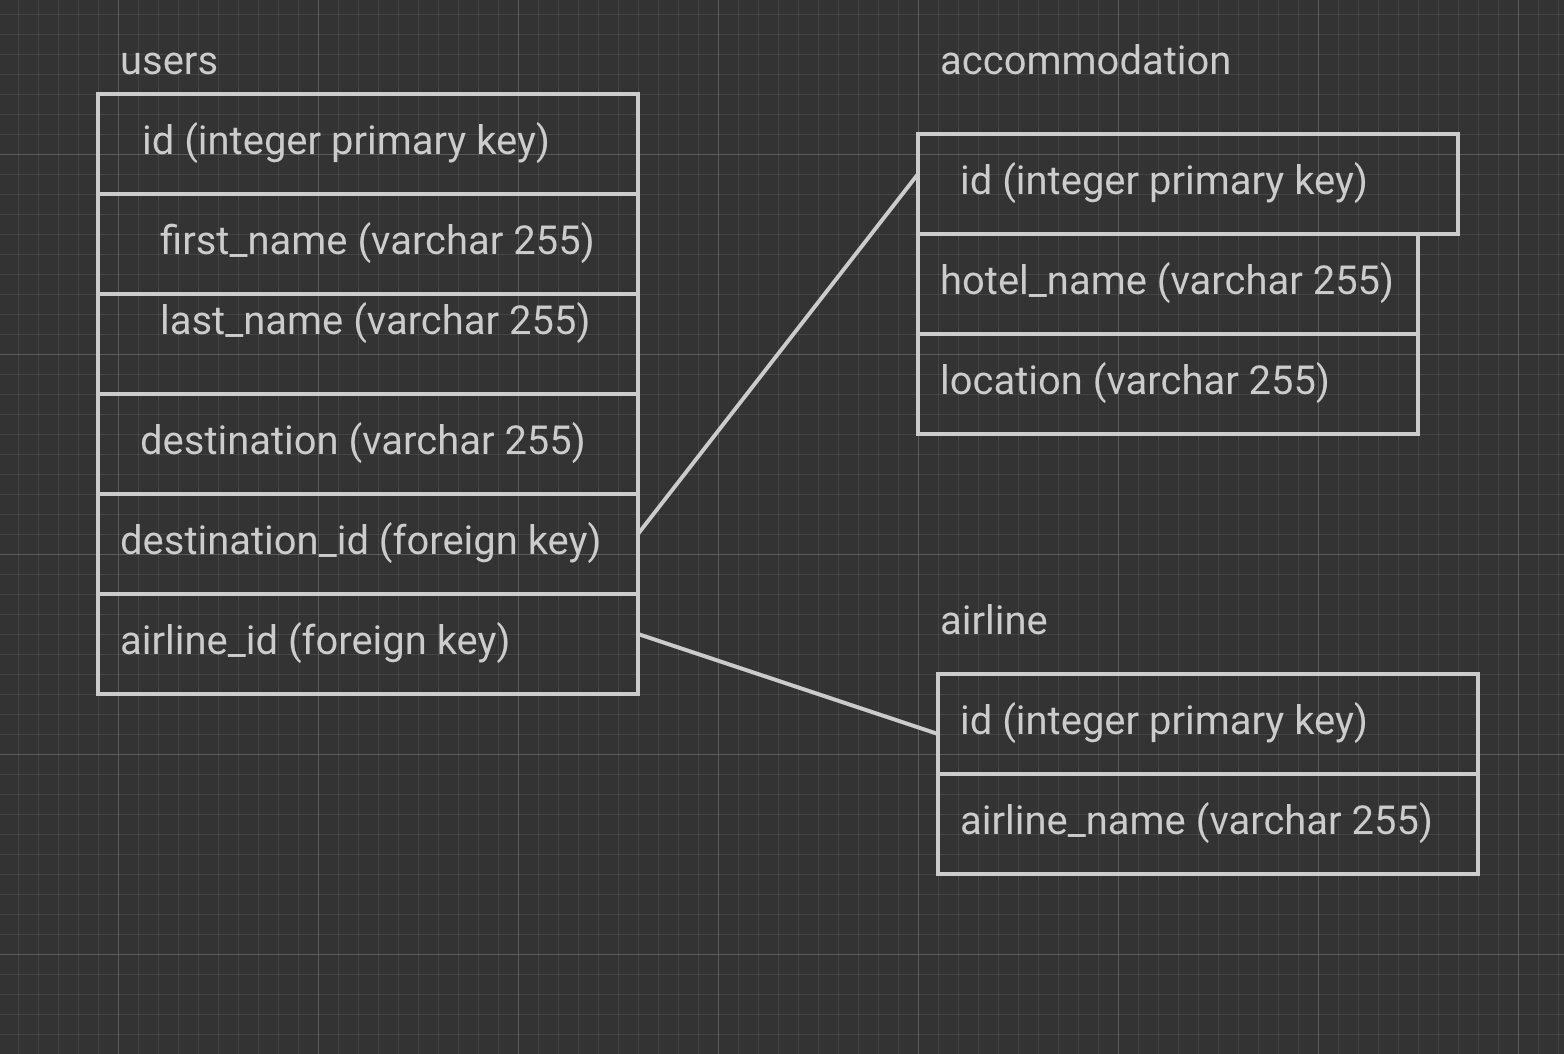 users
id (integer primary key)
first_name (varchar 255)
last_name (varchar 255)
destination (varchar 255)
destination_id (foreign key)
airline_id (foreign key)
accommodation
id (integer primary key)
hotel_name (varchar 255)
location (varchar 255)
airline
id (integer primary key)
airline_name (varchar 255)